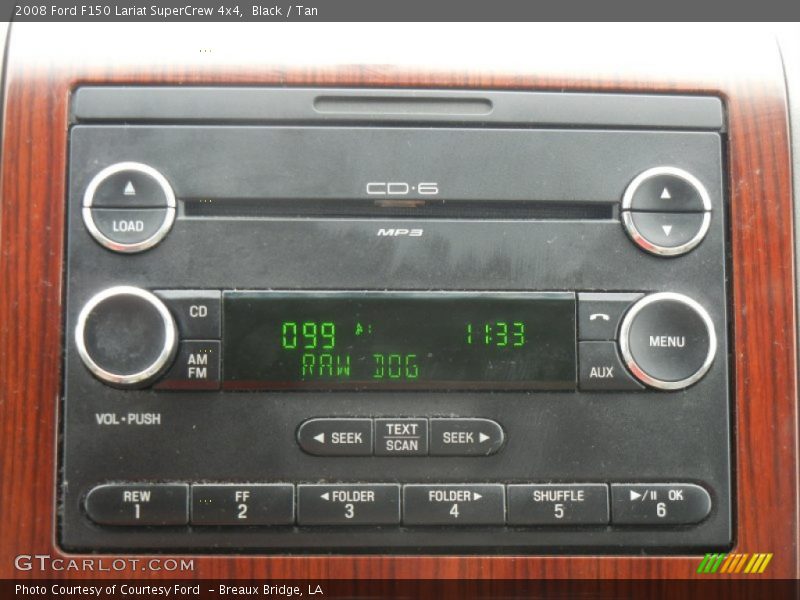 2008 Ford F150 Lariat SuperCrew 4x4,  Black / Tan
CD·6
LOAD
MP3
CD
099 A1 11:33
MENU
AM
FM
RAW DOG
AUX
VOL • PUSH
SEEK TEXT SCAN SEEK
REW FF FOLDER FOLDER SHUFFLE OK
1 2 3 4 5 6
GTCARLOT.COM
Photo Courtesy of Courtesy Ford  - Breaux Bridge, LA